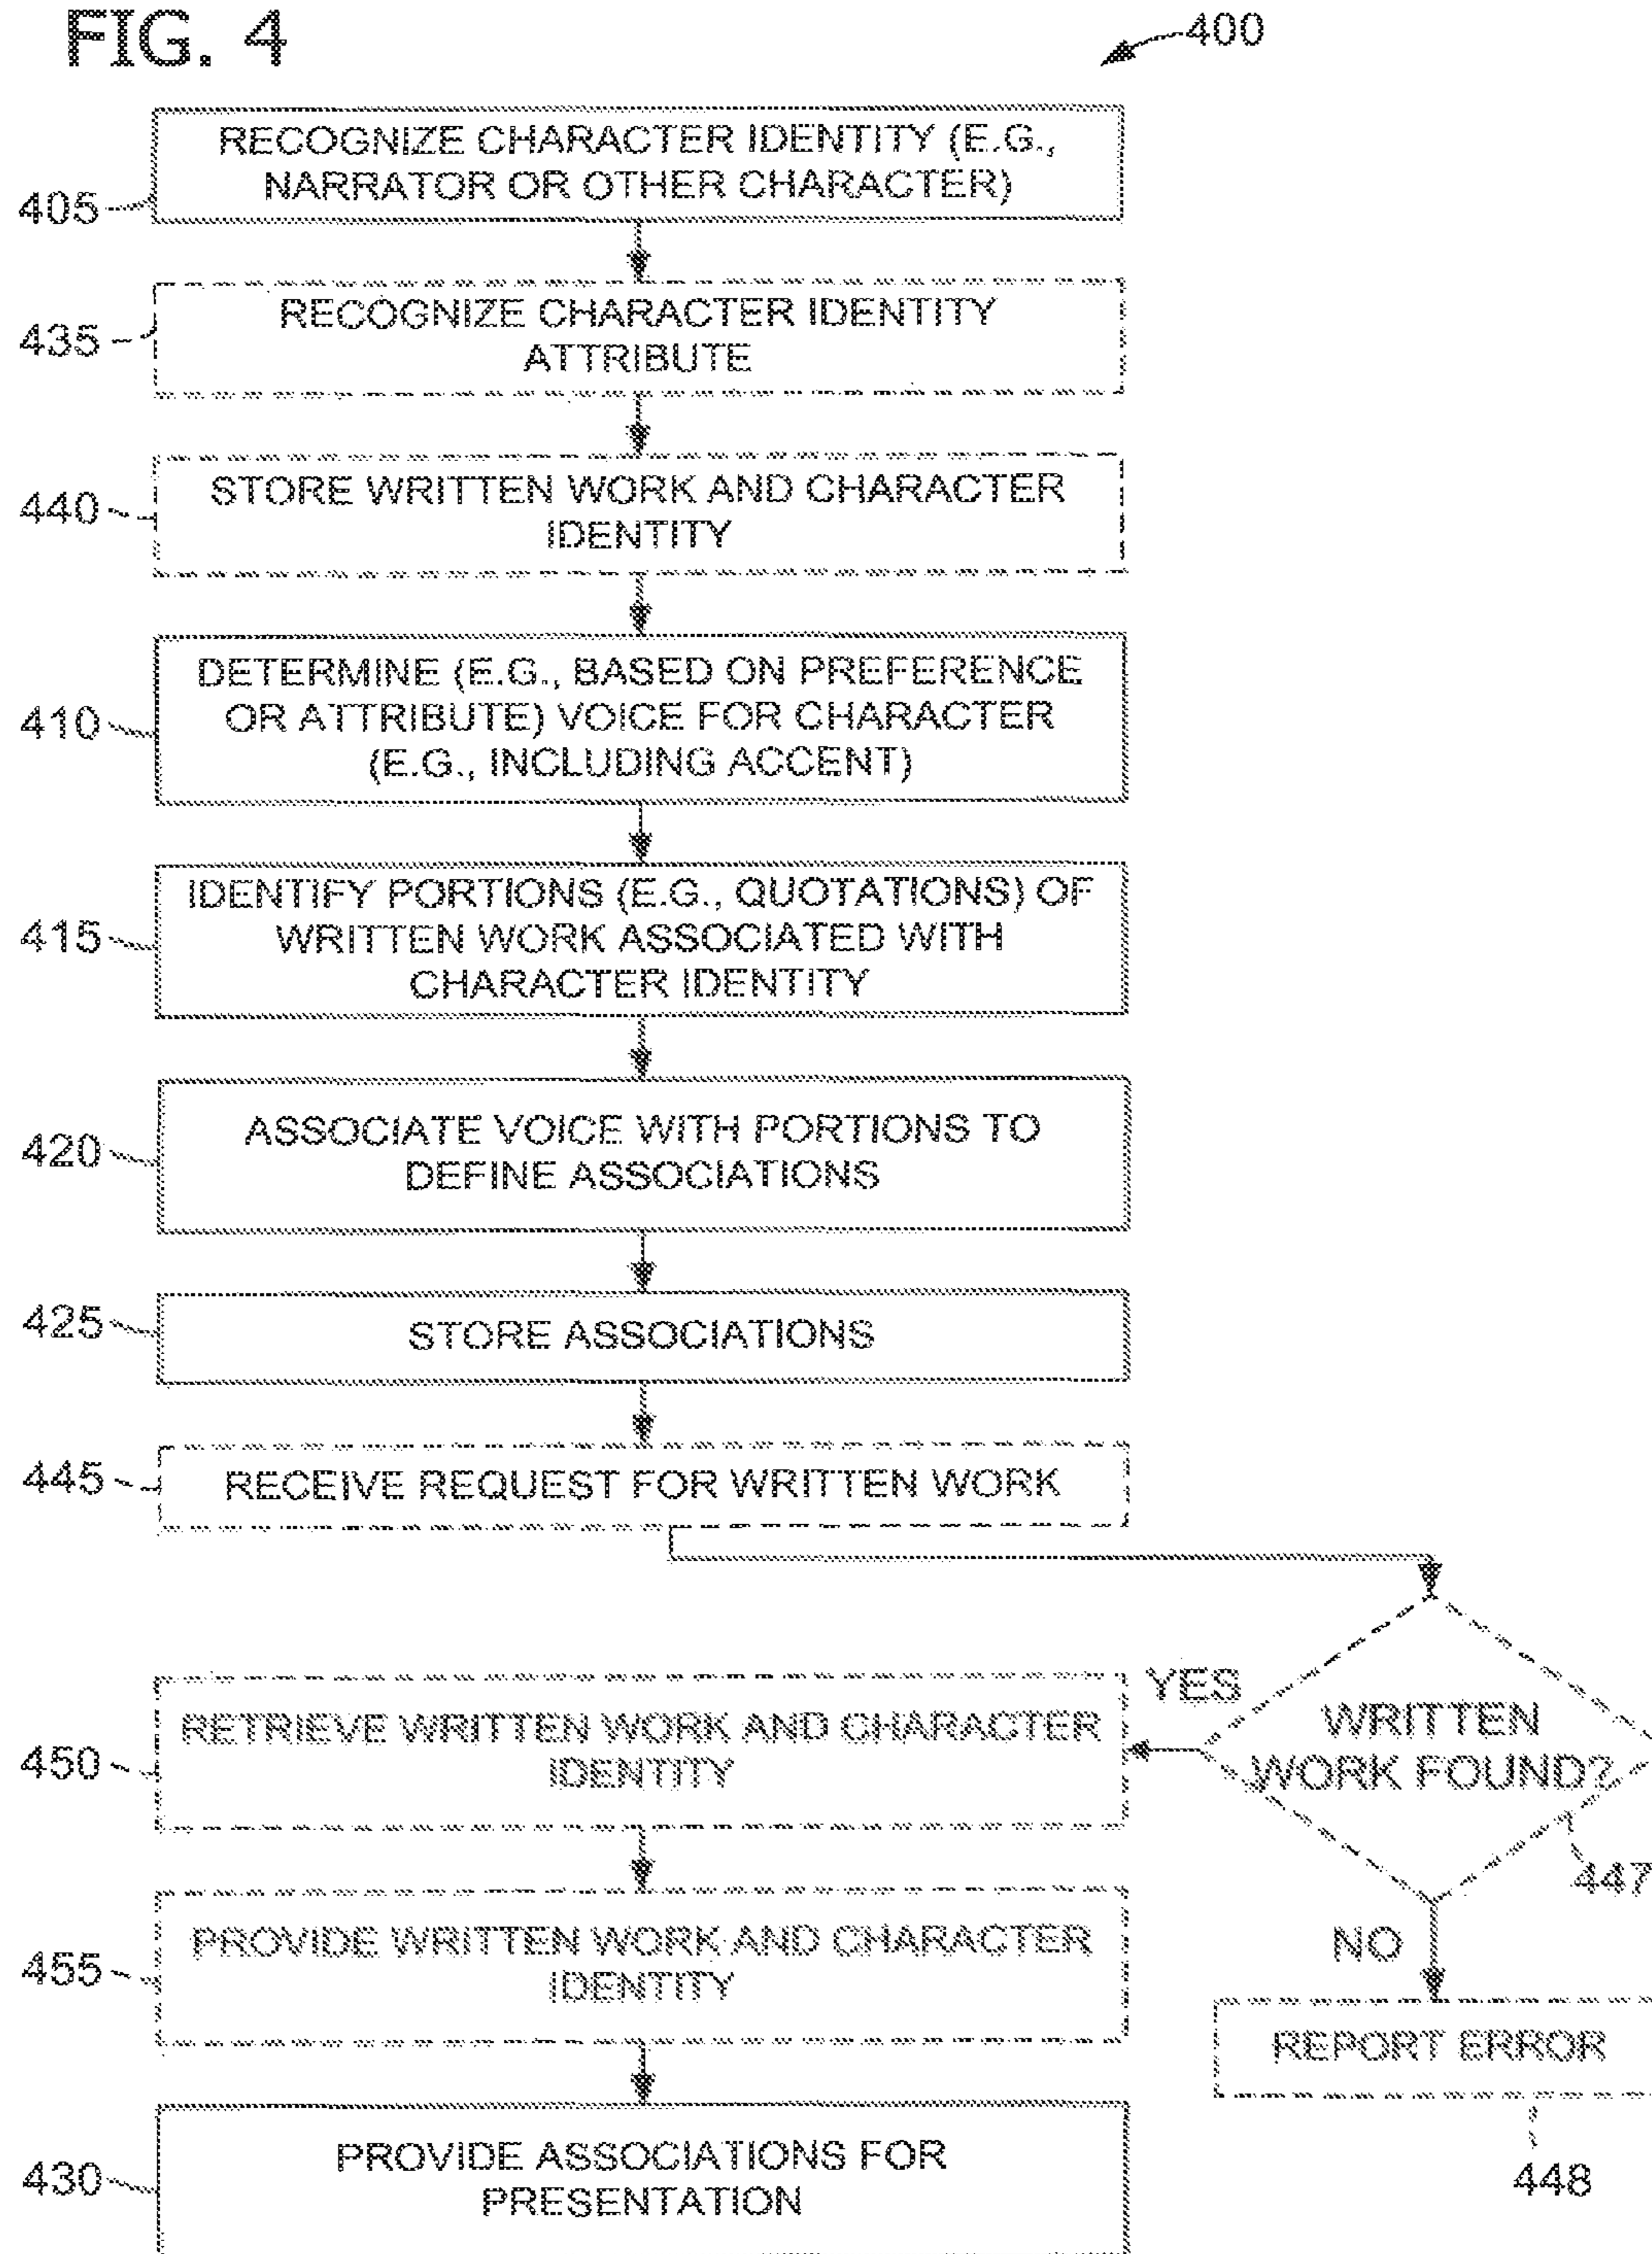 FIG. 4
400
RECOGNIZE CHARACTER IDENTITY (E.G.,
NARRATOR OR OTHER CHARACTER)
405
RECOGNIZE CHARACTER IDENTITY
ATTRIBUTE
435
STORE WRITTEN WORK AND CHARACTER
IDENTITY
440
DETERMINE (E.G., BASED ON PREFERENCE
OR ATTRIBUTE) VOICE FOR CHARACTER
(E.G., INCLUDING ACCENT)
410
IDENTIFY PORTIONS (E.G., QUOTATIONS) OF
WRITTEN WORK ASSOCIATED WITH
CHARACTER IDENTITY
415
ASSOCIATE VOICE WITH PORTIONS TO
DEFINE ASSOCIATIONS
420
STORE ASSOCIATIONS
425
RECEIVE REQUEST FOR WRITTEN WORK
445
YES
WRITTEN
WORK FOUND?
447
RETRIEVE WRITTEN WORK AND CHARACTER
IDENTITY
450
NO
PROVIDE WRITTEN WORK AND CHARACTER
IDENTITY
455
REPORT ERROR
448
PROVIDE ASSOCIATIONS FOR
PRESENTATION
430